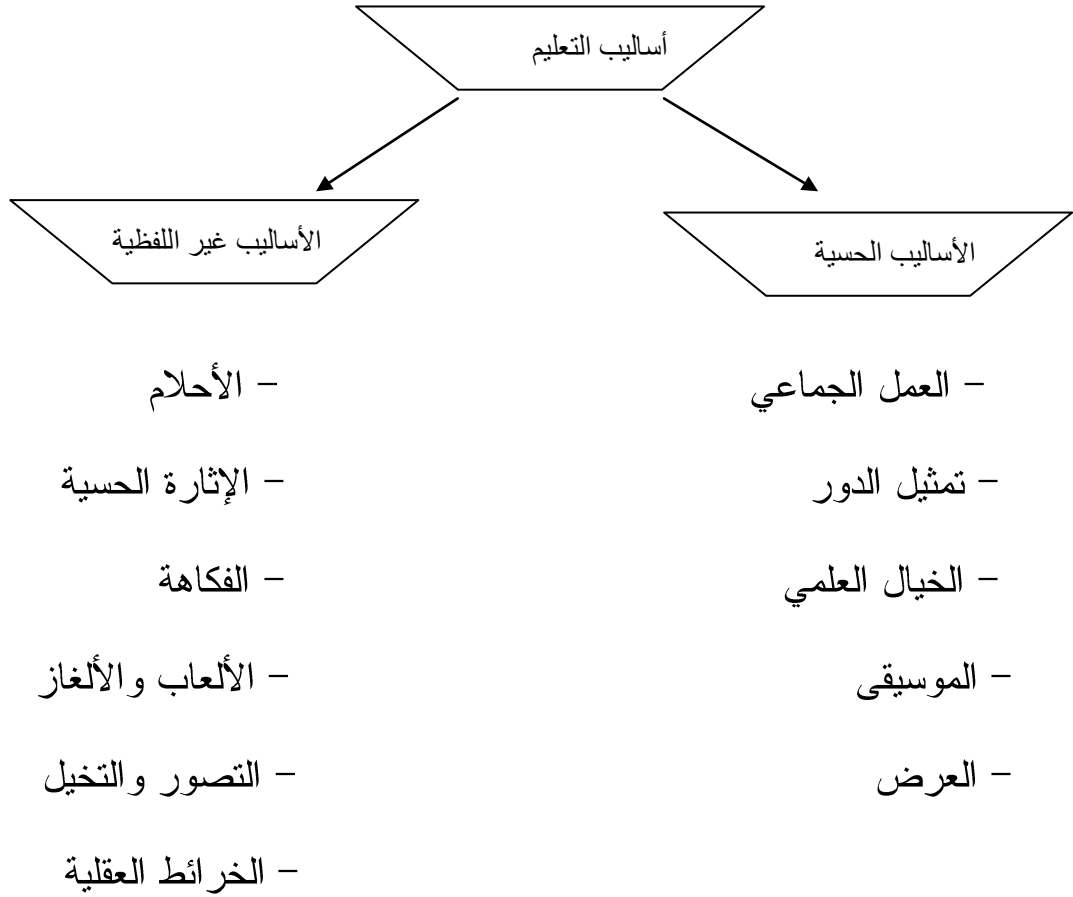 أساليب التعليم
الأساليب الحسية
- العمل الجماعي
- تمثيل الدور
- الخيال العلمي
- الموسيقى
- العرض
الأساليب غير اللفظية
- الأحلام
- الإثارة الحسية
- الفكاهة
- الألعاب والألغاز
- التصور والتخيل
- الخرائط العقلية